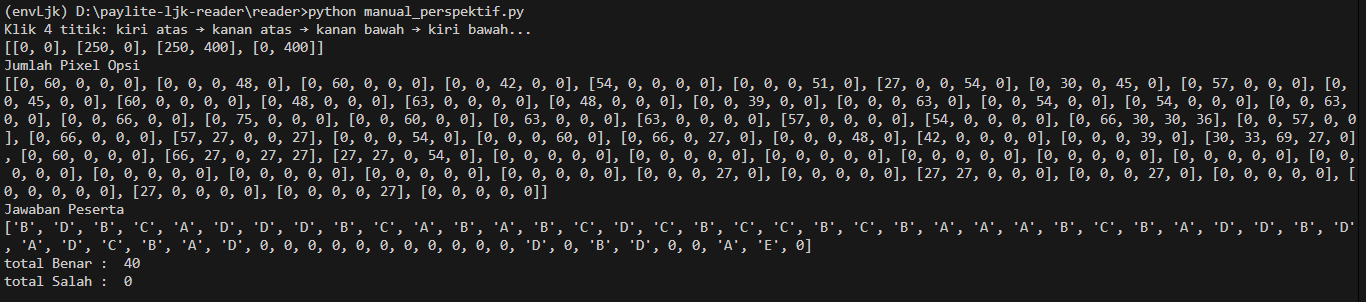 (envLjk) D:\paylite-ljk-reader\reader>python manual_perspektif.py
Klik 4 titik: kiri atas → kanan atas → kanan bawah → kiri bawah...
[[0, 0], [250, 0], [250, 400], [0, 400]]
Jumlah Pixel Opsi
[[0, 60, 0, 0, 0], [0, 0, 0, 48, 0], [0, 60, 0, 0, 0], [0, 0, 42, 0, 0], [54, 0, 0, 0, 0], [0, 0, 0, 51, 0], [27, 0, 0, 54, 0], [0, 30, 0, 45, 0], [0, 57, 0, 0, 0], [0,
0, 45, 0, 0], [60, 0, 0, 0, 0], [0, 48, 0, 0, 0], [63, 0, 0, 0, 0], [0, 48, 0, 0, 0], [0, 0, 39, 0, 0], [0, 0, 0, 63, 0], [0, 0, 54, 0, 0], [0, 54, 0, 0, 0], [0, 0, 63,
0, 0], [0, 0, 66, 0, 0], [0, 75, 0, 0, 0], [0, 0, 60, 0, 0], [0, 63, 0, 0, 0], [63, 0, 0, 0, 0], [57, 0, 0, 0, 0], [54, 0, 0, 0, 0], [0, 66, 30, 30, 36], [0, 0, 57, 0, 0
], [0, 66, 0, 0, 0], [57, 27, 0, 0, 27], [0, 0, 0, 54, 0], [0, 0, 0, 60, 0], [0, 66, 0, 27, 0], [0, 0, 0, 48, 0], [42, 0, 0, 0, 0], [0, 0, 0, 39, 0], [30, 33, 69, 27, 0]
, [0, 60, 0, 0, 0], [66, 27, 0, 27, 27], [27, 27, 0, 54, 0], [0, 0, 0, 0, 0], [0, 0, 0, 0, 0], [0, 0, 0, 0, 0], [0, 0, 0, 0, 0], [0, 0, 0, 0, 0], [0, 0, 0, 0, 0], [0, 0,
0, 0, 0], [0, 0, 0, 0, 0], [0, 0, 0, 0, 0], [0, 0, 0, 0, 0], [0, 0, 0, 0, 0], [0, 0, 0, 27, 0], [0, 0, 0, 0, 0], [27, 27, 0, 0, 0], [0, 0, 0, 27, 0], [0, 0, 0, 0, 0], [
0, 0, 0, 0, 0], [27, 0, 0, 0, 0], [0, 0, 0, 0, 27], [0, 0, 0, 0, 0]]
Jawaban Peserta
['B', 'D', 'B', 'C', 'A', 'D', 'D', 'D', 'B', 'C', 'A', 'B', 'A', 'B', 'C', 'D', 'C', 'B', 'C', 'C', 'B', 'C', 'B', 'A', 'A', 'A', 'B', 'C', 'B', 'A', 'D', 'D', 'B', 'D'
, 'A', 'D', 'C', 'B', 'A', 'D', 0, 0, 0, 0, 0, 0, 0, 0, 0, 0, 0, 'D', 0, 'B', 'D', 0, 0, 'A', 'E', 0]
total Benar :  40
total Salah :  0